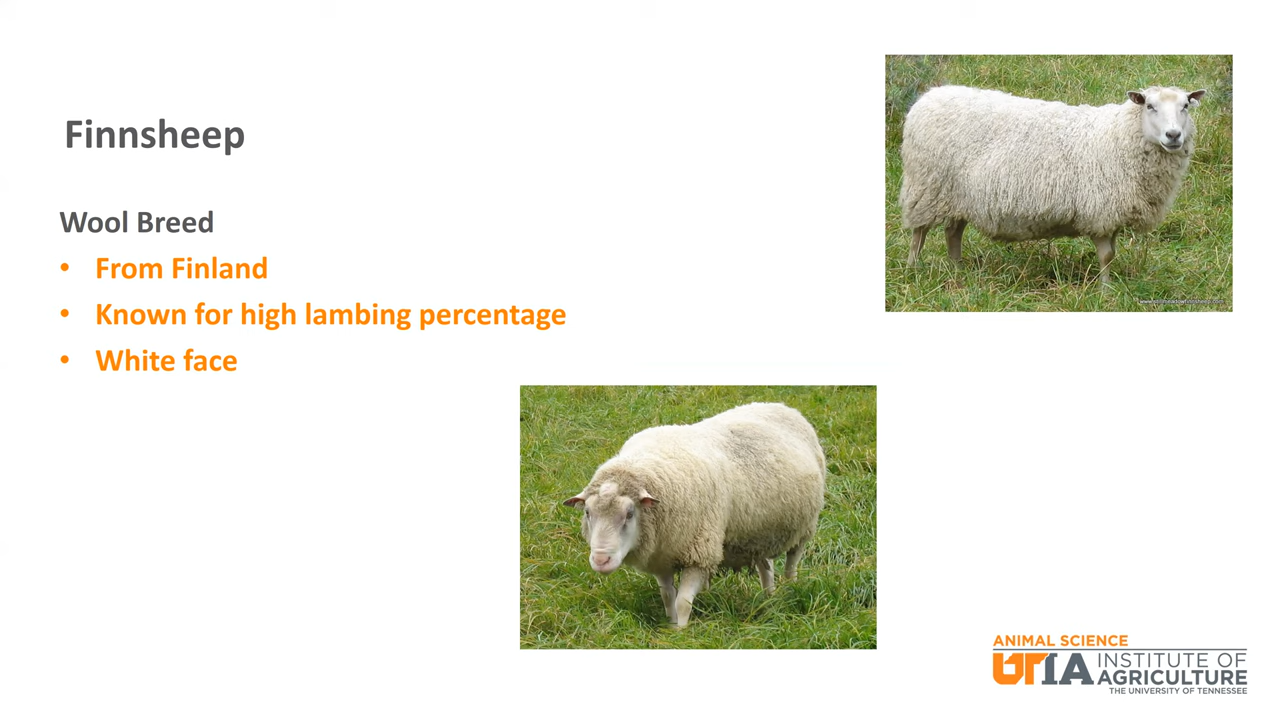 Finnsheep
Wool Breed
• From Finland
• Known for high lambing percentage
• White face
ANIMAL SCIENCE
UTIA INSTITUTE OF
AGRICULTURE
THE UNIVERSITY OF TENNESSEE